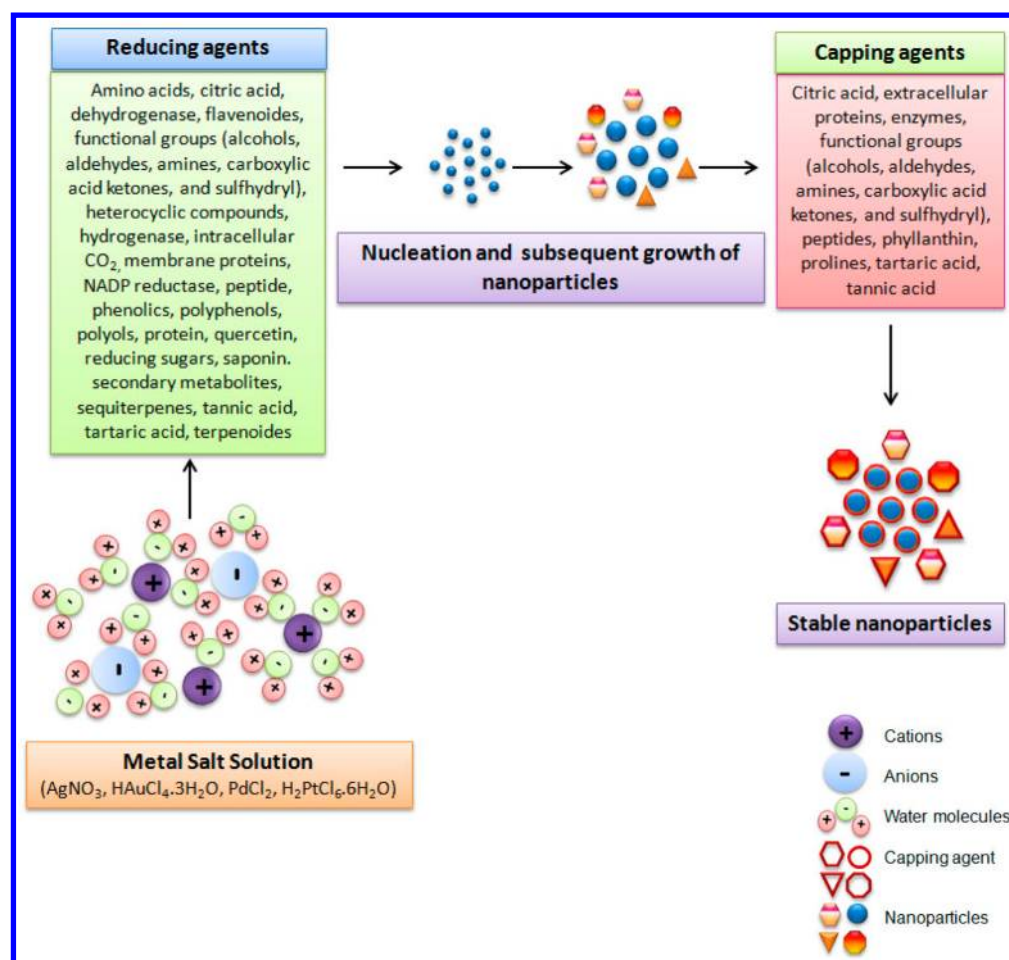 Reducing agents
Amino acids, citric acid,
dehydrogenase, flavenoides,
functional groups (alcohols,
aldehydes, amines, carboxylic
acid ketones, and sulfhydryl),
heterocyclic compounds,
hydrogenase, intracellular
CO₂, membrane proteins,
NADP reductase, peptide,
phenolics, polyphenols,
polyols, protein, quercetin,
reducing sugars, saponin.
secondary metabolites,
sequiterpenes, tannic acid,
tartaric acid, terpenoides
Nucleation and subsequent growth of
nanoparticles
Capping agents
Citric acid, extracellular
proteins, enzymes,
functional groups
(alcohols, aldehydes,
amines, carboxylic acid
ketones, and sulfhydryl),
peptides, phyllanthin,
prolines, tartaric acid,
tannic acid
Stable nanoparticles
Metal Salt Solution
(AgNO₃, HAuCl₄.3H₂O, PdCl₂, H₂PtCl₆.6H₂O)
+ Cations
- Anions
Water molecules
Capping agent
Nanoparticles